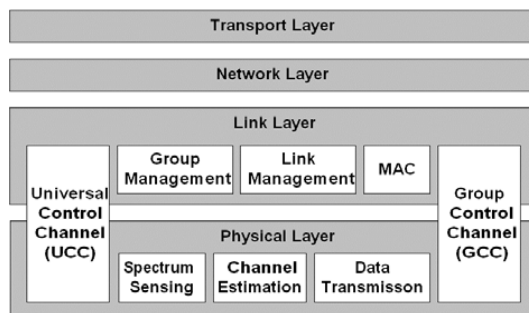 Transport Layer
Network Layer
Link Layer
Universal
Control
Channel
(UCC)
Group
Management
Link
Management
MAC
Group
Control
Channel
(GCC)
Physical Layer
Spectrum
Sensing
Channel
Estimation
Data
Transmisson